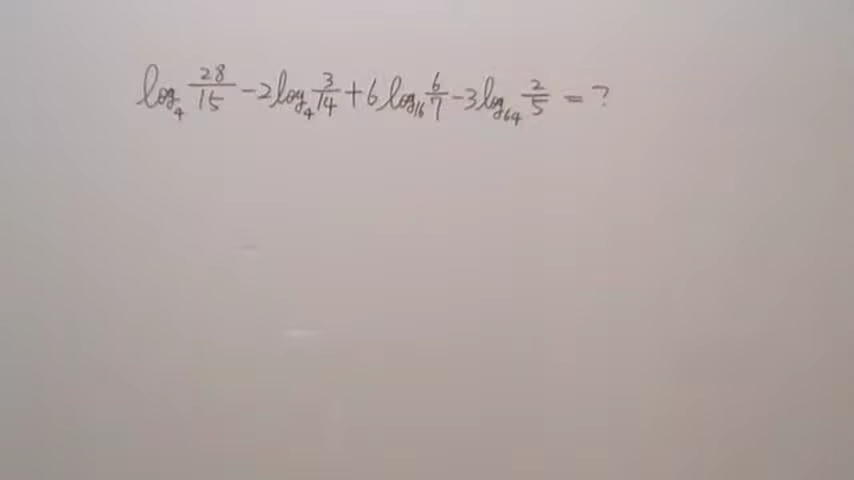 log₄ 28/15 − 2log₄ 3/14 + 6log₁₆ 6/7 − 3log₆₄ 2/5 = ?